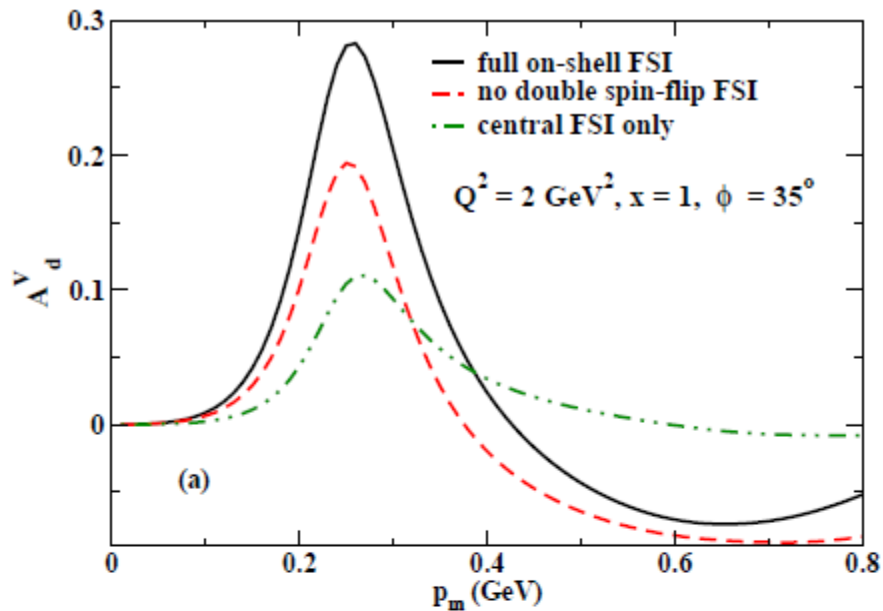 0.3
full on-shell FSI
no double spin-flip FSI
central FSI only
0.2
Q² = 2 GeV², x = 1, ϕ = 35°
A^V_d
0.1
0
(a)
0
0.2
0.4
0.6
0.8
p_m (GeV)